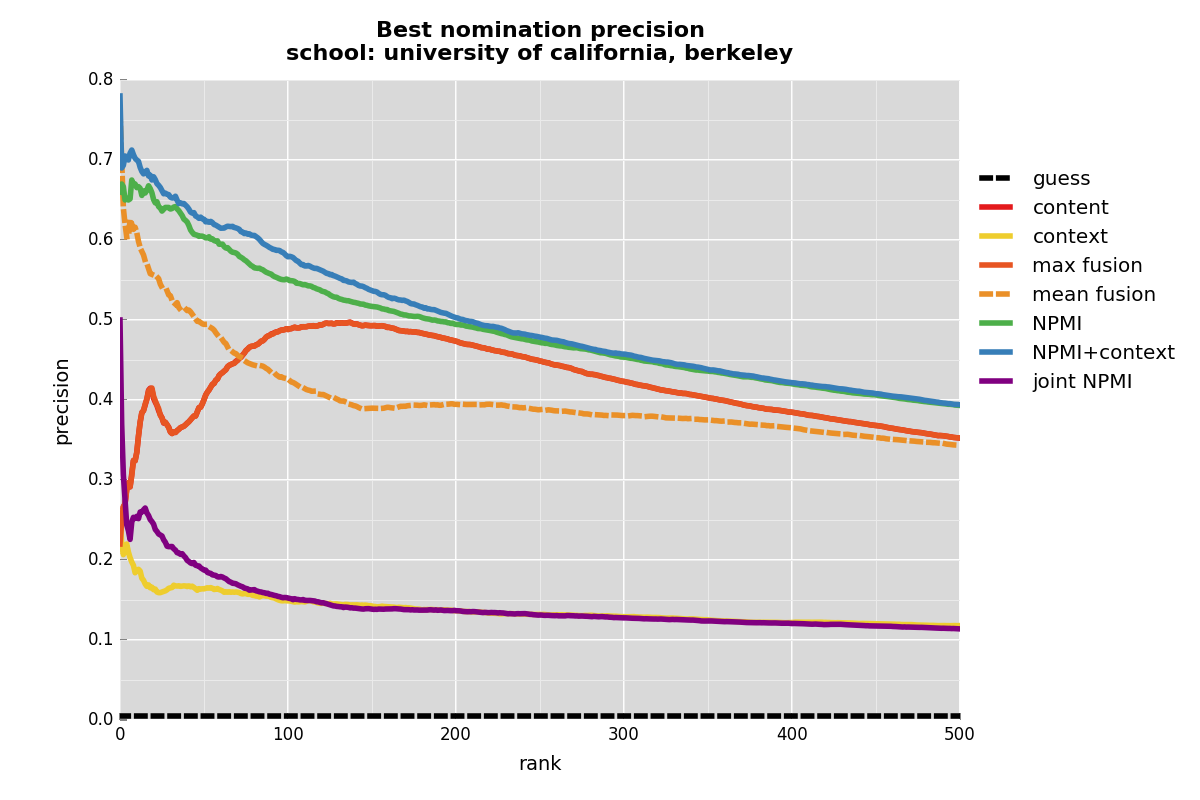 Best nomination precision
school: university of california, berkeley
precision
0.8
0.7
0.6
0.5
0.4
0.3
0.2
0.1
0.0
0 100 200 300 400 500
rank
guess
content
context
max fusion
mean fusion
NPMI
NPMI+context
joint NPMI